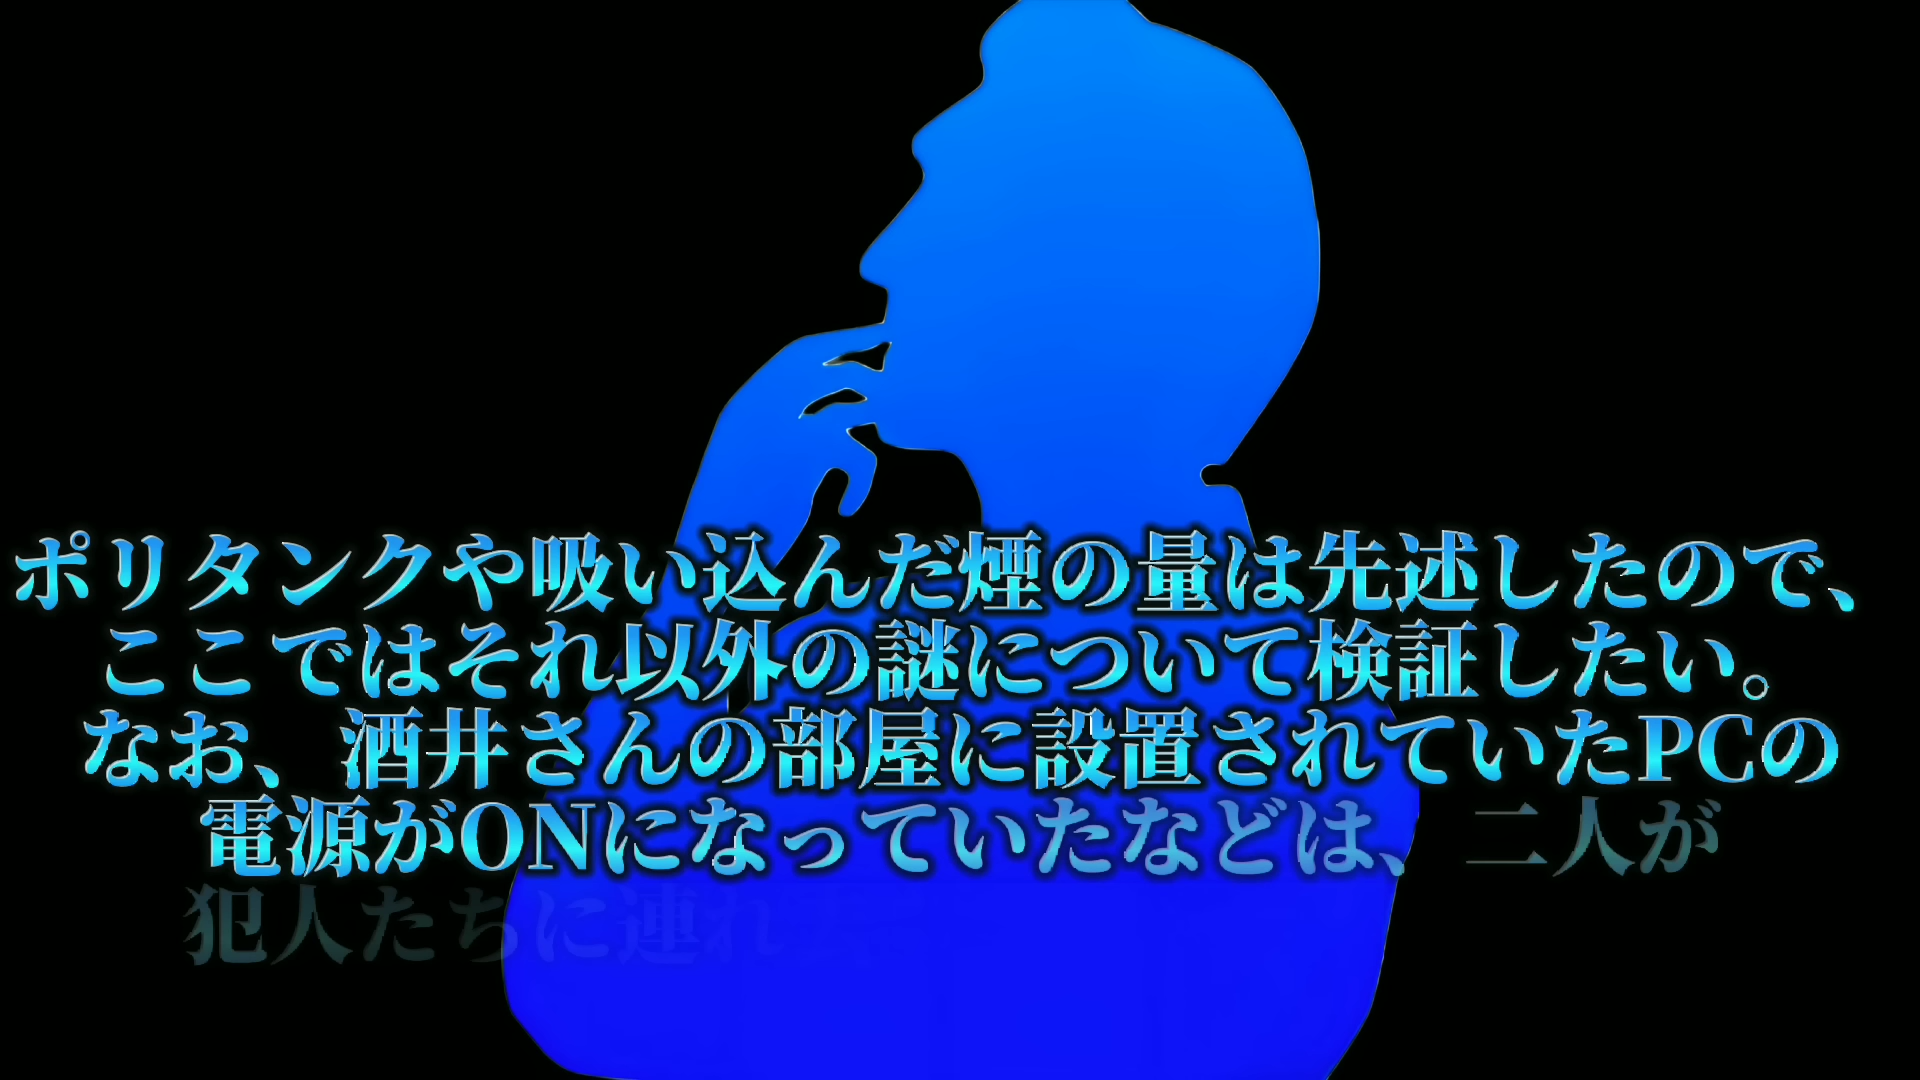 ポリタンクや吸い込んだ煙の量は先述したので、
ここではそれ以外の謎について検証したい。
なお、酒井さんの部屋に設置されていたPCの
電源がONになっていたなどは、二人が
犯人たちに連れ